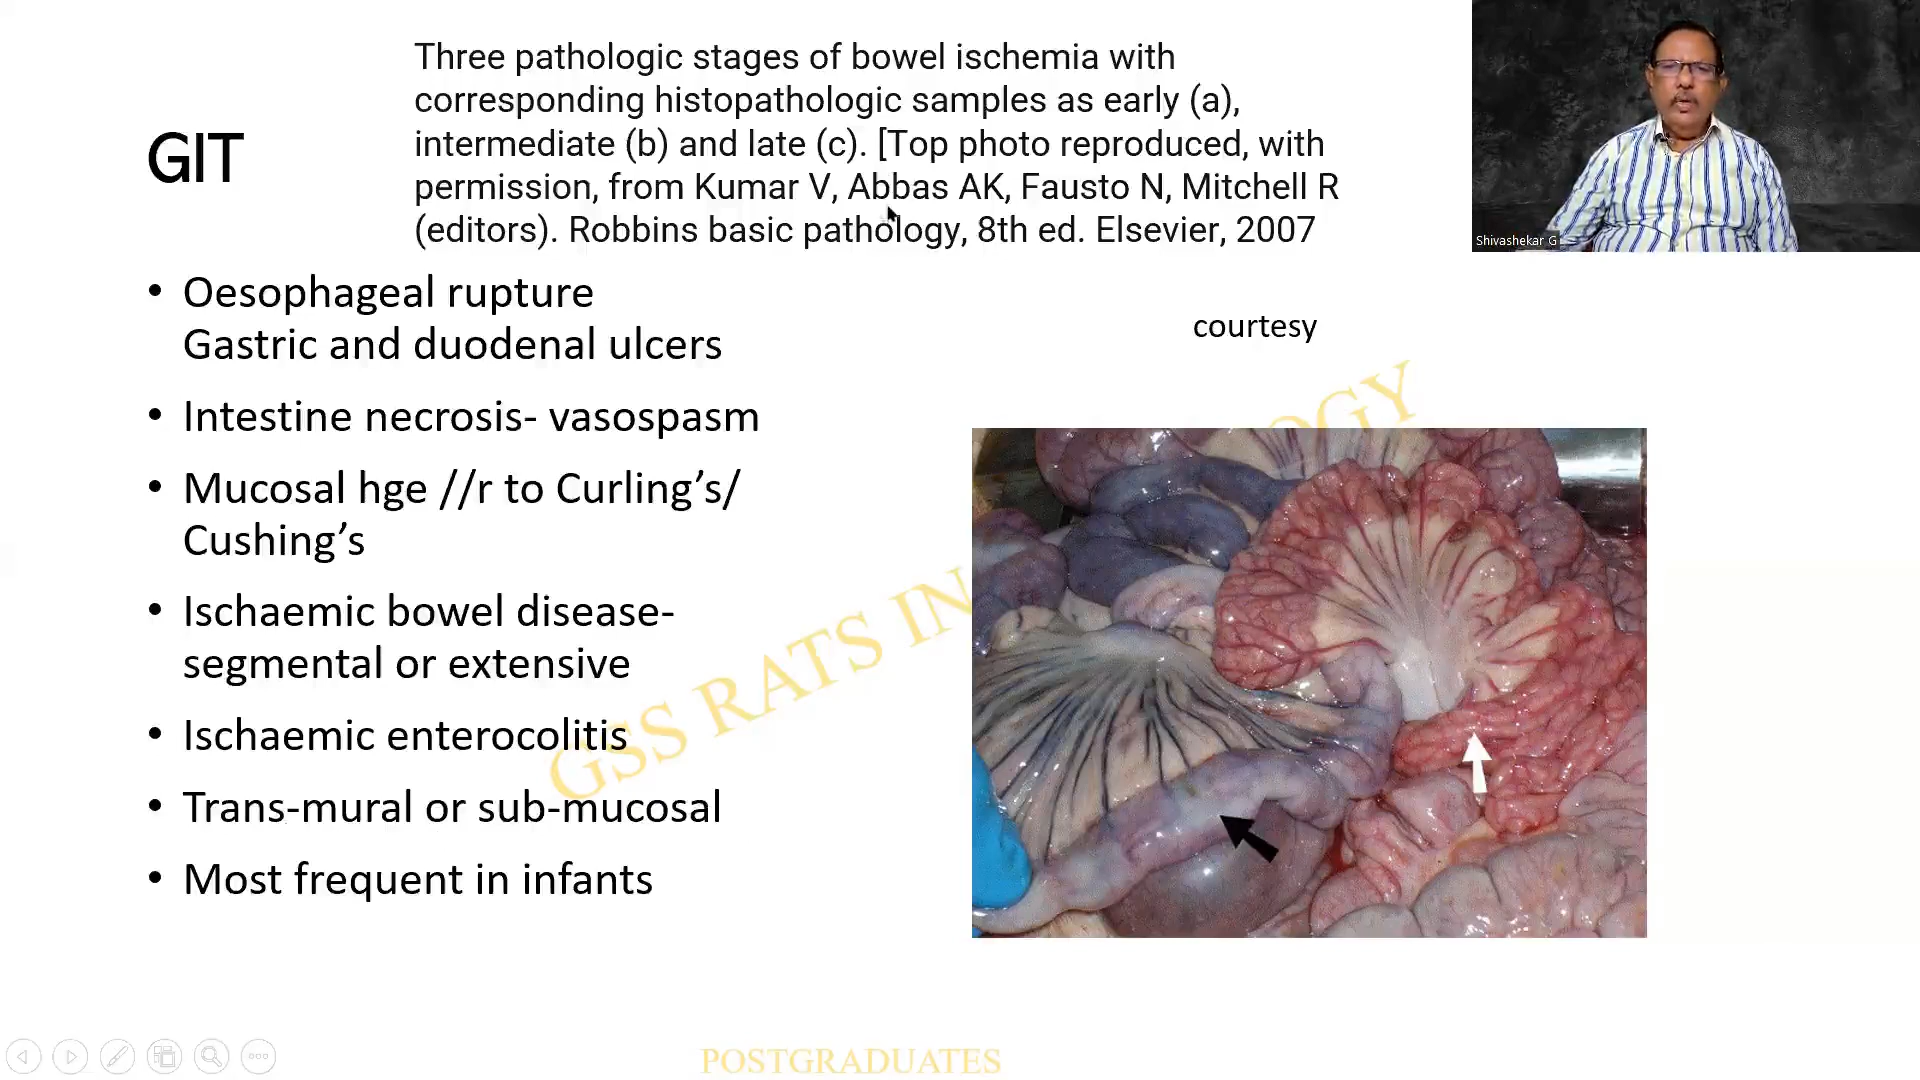 Three pathologic stages of bowel ischemia with
corresponding histopathologic samples as early (a),
intermediate (b) and late (c). [Top photo reproduced, with
permission, from Kumar V, Abbas AK, Fausto N, Mitchell R
(editors). Robbins basic pathology, 8th ed. Elsevier, 2007
GIT
Shivashekar G
• Oesophageal rupture
Gastric and duodenal ulcers
courtesy
• Intestine necrosis- vasospasm
• Mucosal hge //r to Curling’s/
Cushing’s
• Ischaemic bowel disease-
segmental or extensive
• Ischaemic enterocolitis
• Trans-mural or sub-mucosal
• Most frequent in infants
GSS RATS IN OGY
POSTGRADUATES